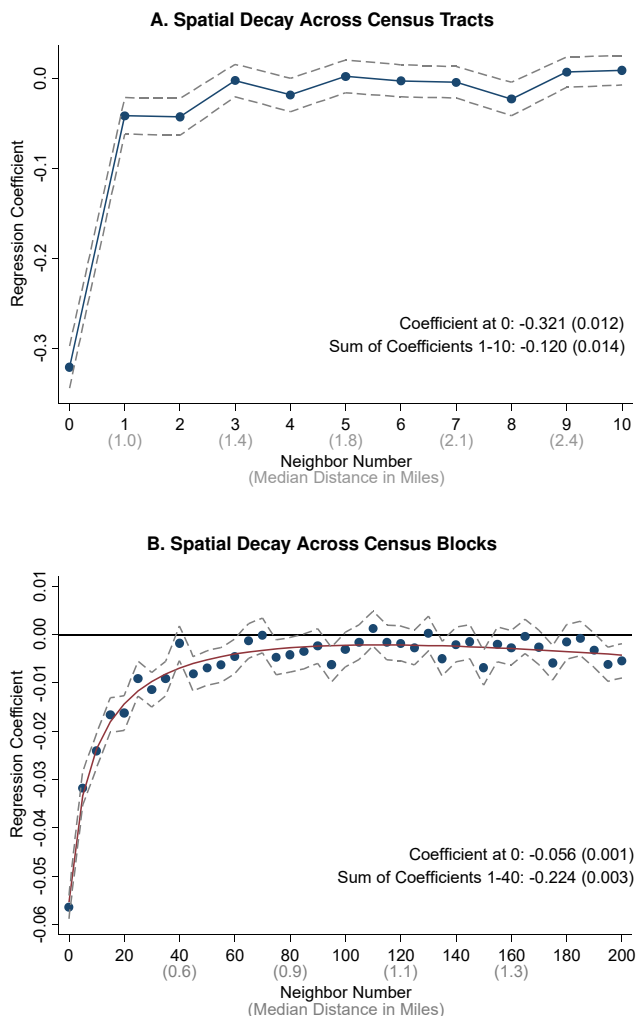 A. Spatial Decay Across Census Tracts
0.0
-0.1
-0.2
-0.3
Regression Coefficient
Coefficient at 0: -0.321 (0.012)
Sum of Coefficients 1-10: -0.120 (0.014)
0 1 2 3 4 5 6 7 8 9 10
(1.0) (1.4) (1.8) (2.1) (2.4)
Neighbor Number
(Median Distance in Miles)
B. Spatial Decay Across Census Blocks
0.01
0.00
-0.01
-0.02
-0.03
-0.04
-0.05
-0.06
Regression Coefficient
Coefficient at 0: -0.056 (0.001)
Sum of Coefficients 1-40: -0.224 (0.003)
0 20 40 60 80 100 120 140 160 180 200
(0.6) (0.9) (1.1) (1.3)
Neighbor Number
(Median Distance in Miles)